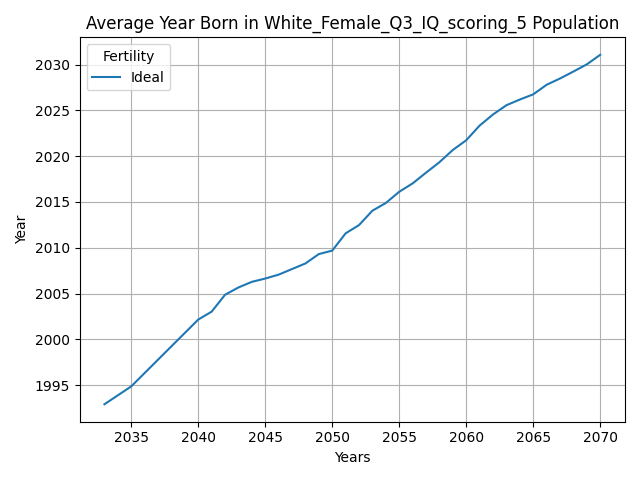 Average Year Born in White_Female_Q3_IQ_scoring_5 Population
Fertility
Ideal
2030
2025
2020
2015
2010
2005
2000
1995
Year
2035 2040 2045 2050 2055 2060 2065 2070
Years